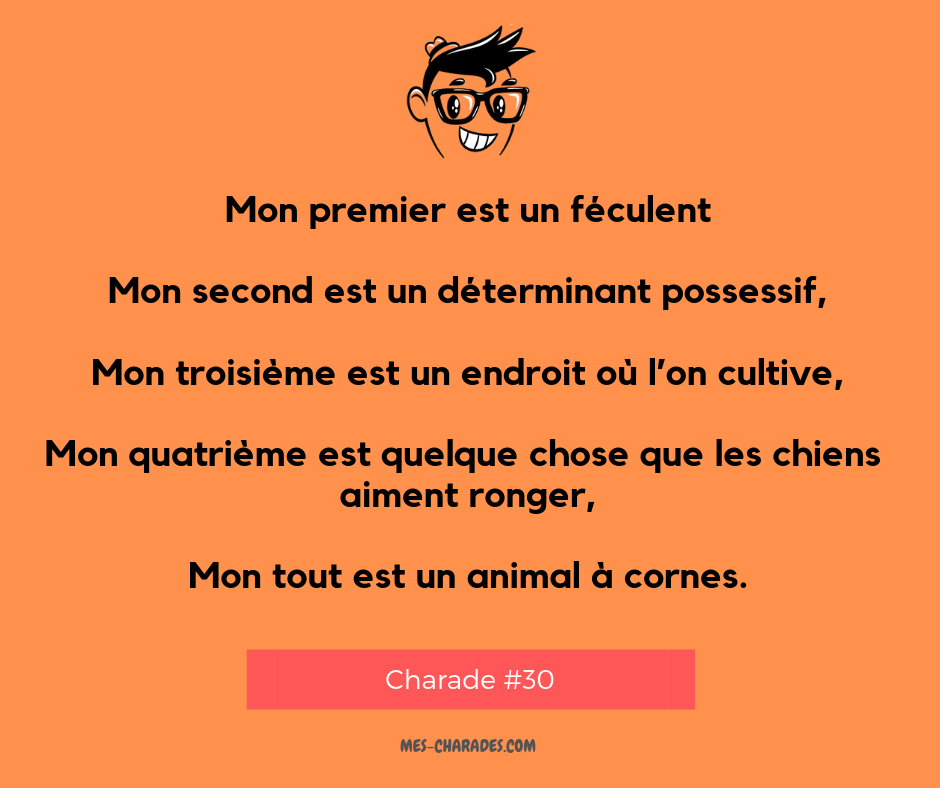 Mon premier est un féculent
Mon second est un déterminant possessif,
Mon troisième est un endroit où l'on cultive,
Mon quatrième est quelque chose que les chiens
aiment ronger,
Mon tout est un animal à cornes.
Charade #30
MES-CHARADES.COM